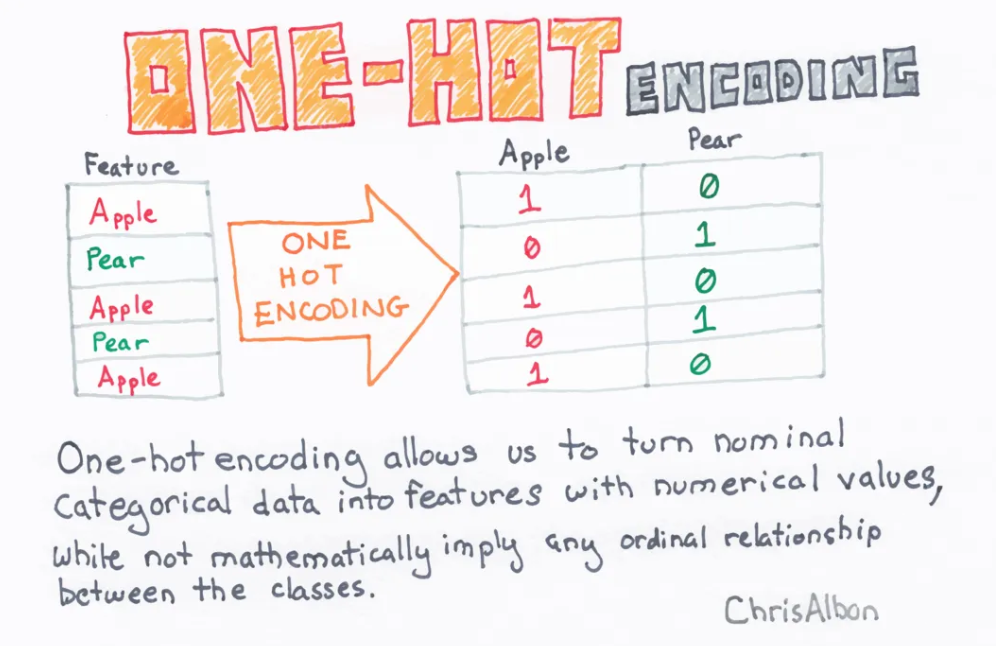 ONE-HOT ENCODING
Feature
Apple
Pear
Apple
Pear
Apple
ONE
HOT
ENCODING
Apple Pear
1 0
0 1
1 0
0 1
1 0
One-hot encoding allows us to turn nominal
categorical data into features with numerical values,
while not mathematically imply any ordinal relationship
between the classes.
ChrisAlbon